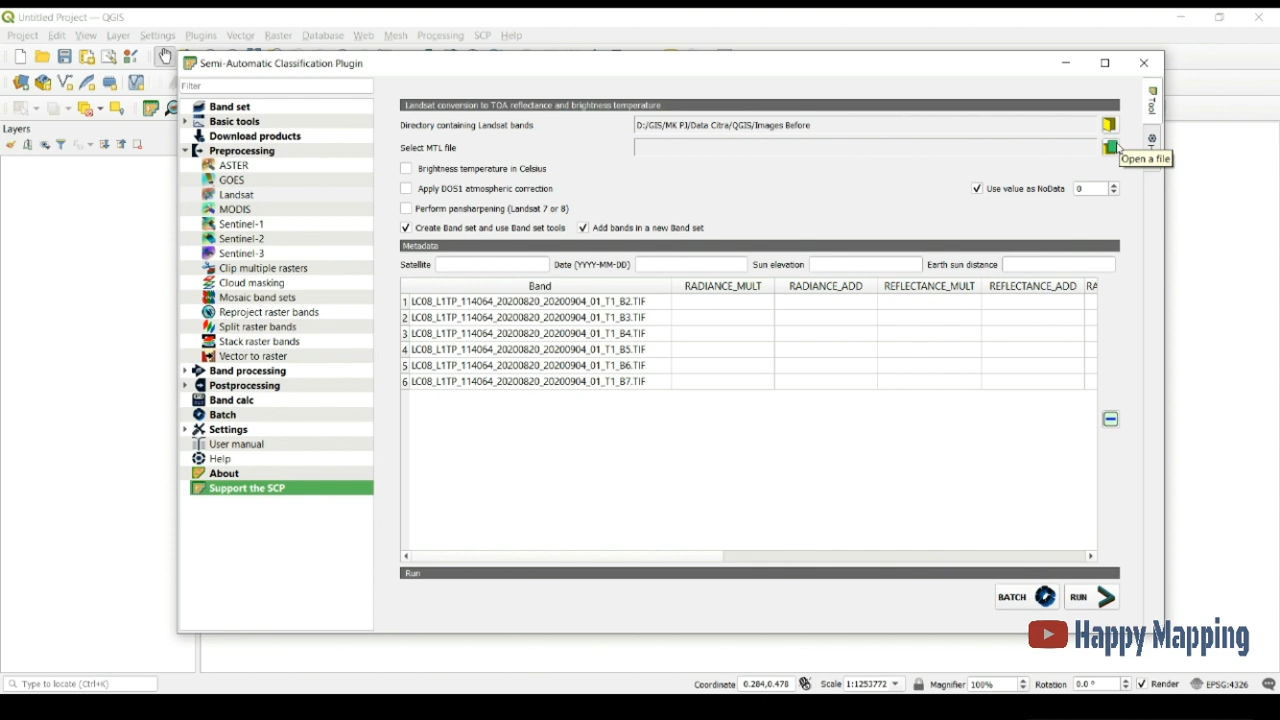 Untitled Project — QGIS
Project Edit View Layer Settings Plugins Vector Raster Database Web Mesh Processing SCP Help
Semi-Automatic Classification Plugin
Filter
Layers
Band set
Basic tools
Download products
Preprocessing
ASTER
GOES
Landsat
MODIS
Sentinel-1
Sentinel-2
Sentinel-3
Clip multiple rasters
Cloud masking
Mosaic band sets
Reproject raster bands
Split raster bands
Stack raster bands
Vector to raster
Band processing
Postprocessing
Band calc
Batch
Settings
User manual
Help
About
Support the SCP
Landsat conversion to TOA reflectance and brightness temperature
Directory containing Landsat bands D:/GIS/MK PJ/Data Citra/QGIS/Images Before
Select MTL file
Open a file
Tool
Brightness temperature in Celsius
Apply DOS1 atmospheric correction Use value as NoData 0
Perform pansharpening (Landsat 7 or 8)
Create Band set and use Band set tools Add bands in a new Band set
Metadata
Satellite Date (YYYY-MM-DD) Sun elevation Earth sun distance
Band RADIANCE_MULT RADIANCE_ADD REFLECTANCE_MULT REFLECTANCE_ADD RA
1 LC08_L1TP_114064_20200820_20200904_01_T1_B2.TIF
2 LC08_L1TP_114064_20200820_20200904_01_T1_B3.TIF
3 LC08_L1TP_114064_20200820_20200904_01_T1_B4.TIF
4 LC08_L1TP_114064_20200820_20200904_01_T1_B5.TIF
5 LC08_L1TP_114064_20200820_20200904_01_T1_B6.TIF
6 LC08_L1TP_114064_20200820_20200904_01_T1_B7.TIF
Run
BATCH RUN
Happy Mapping
Type to locate (Ctrl+K) Coordinate 0.284,0.478 Scale 1:1253772 Magnifier 100% Rotation 0.0 ° Render EPSG:4326